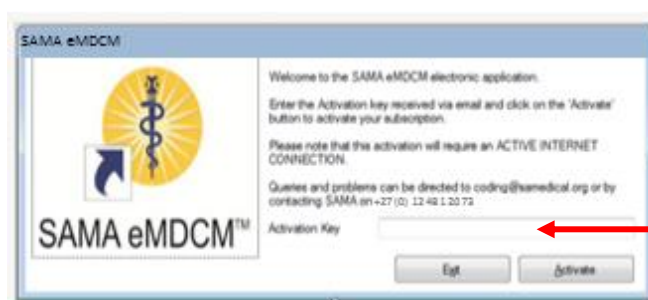 SAMA eMDCM
Welcome to the SAMA eMDCM electronic application.
Enter the Activation key received via email and click on the 'Activate'
button to activate your subscription.
Please note that this activation will require an ACTIVE INTERNET
CONNECTION.
Queries and problems can be directed to coding@samedical.org or by
contacting SAMA on +27 (0) 12 481 2073
SAMA eMDCM™
Activation Key
Exit
Activate